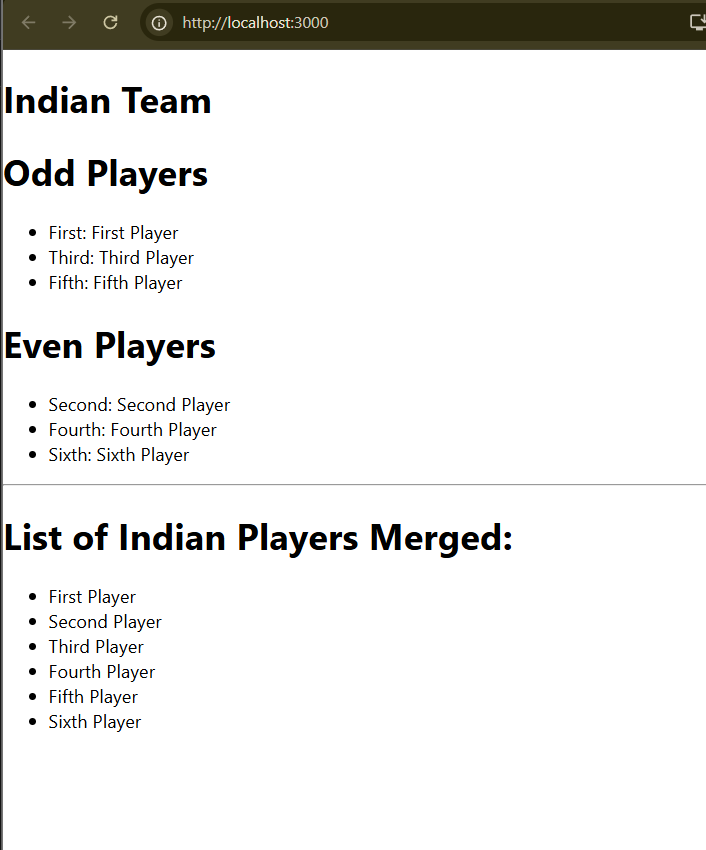 http://localhost:3000
Indian Team
Odd Players
First: First Player
Third: Third Player
Fifth: Fifth Player
Even Players
Second: Second Player
Fourth: Fourth Player
Sixth: Sixth Player
List of Indian Players Merged:
First Player
Second Player
Third Player
Fourth Player
Fifth Player
Sixth Player